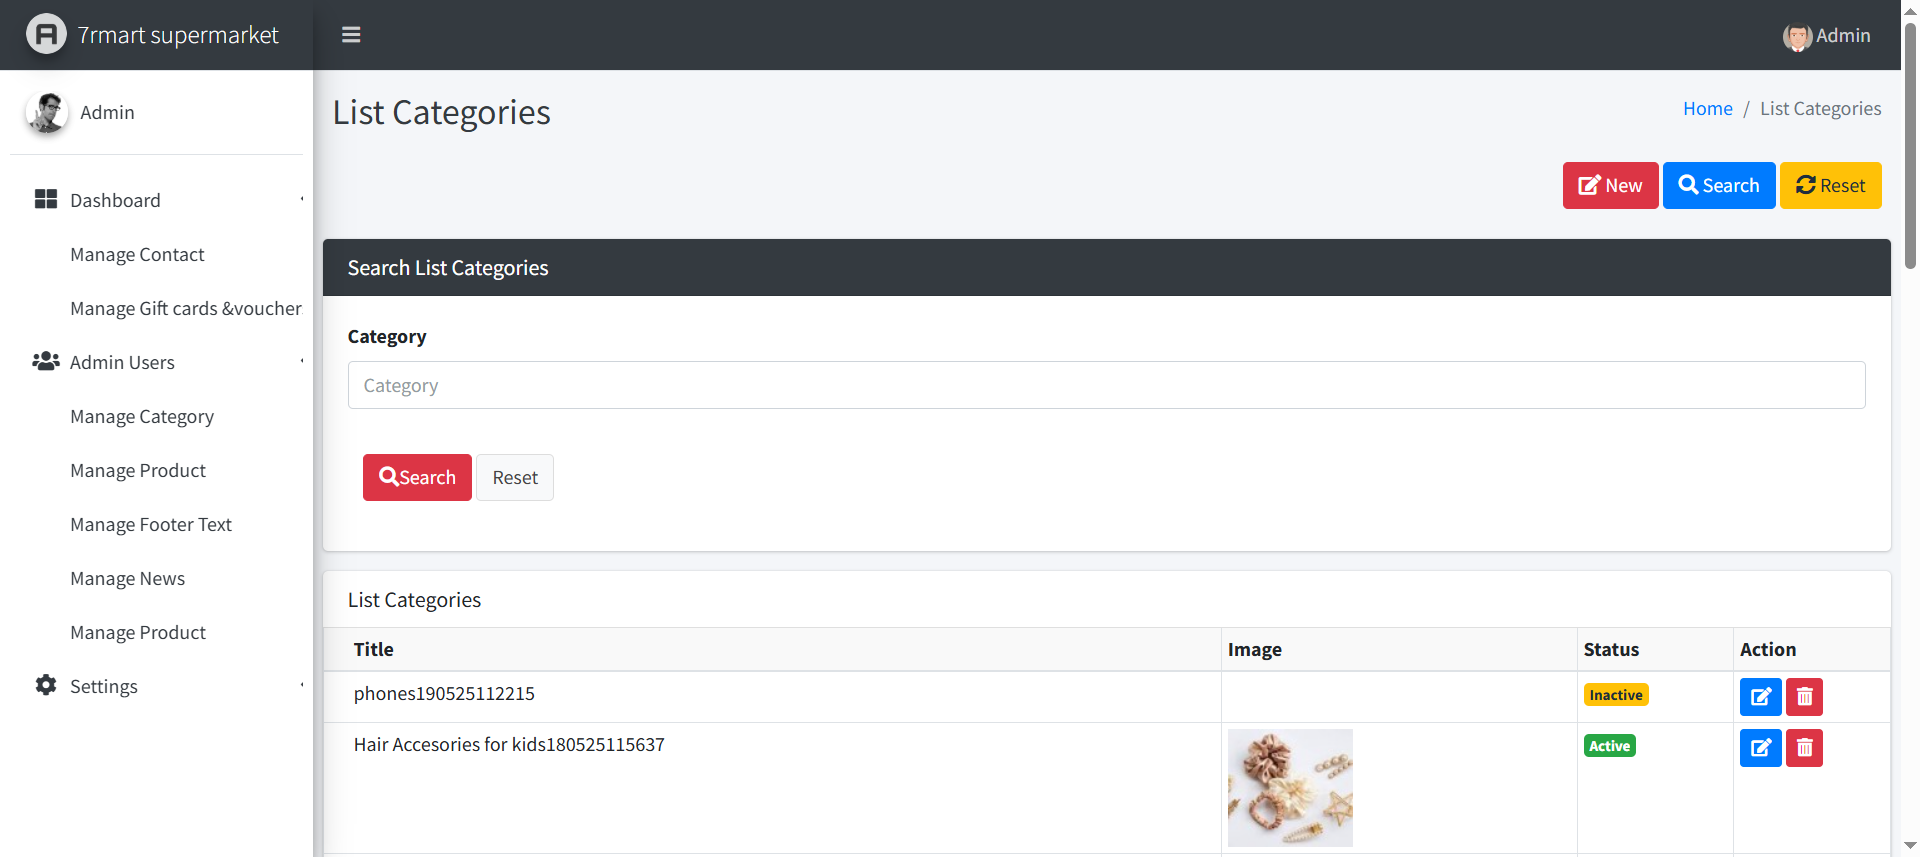 7rmart supermarket
Admin
Admin
List Categories
Home / List Categories
New Search Reset
Dashboard
Manage Contact
Manage Gift cards &voucher
Admin Users
Manage Category
Manage Product
Manage Footer Text
Manage News
Manage Product
Settings
Search List Categories
Category
Category
Search Reset
List Categories
Title Image Status Action
phones190525112215 Inactive
Hair Accesories for kids180525115637 Active